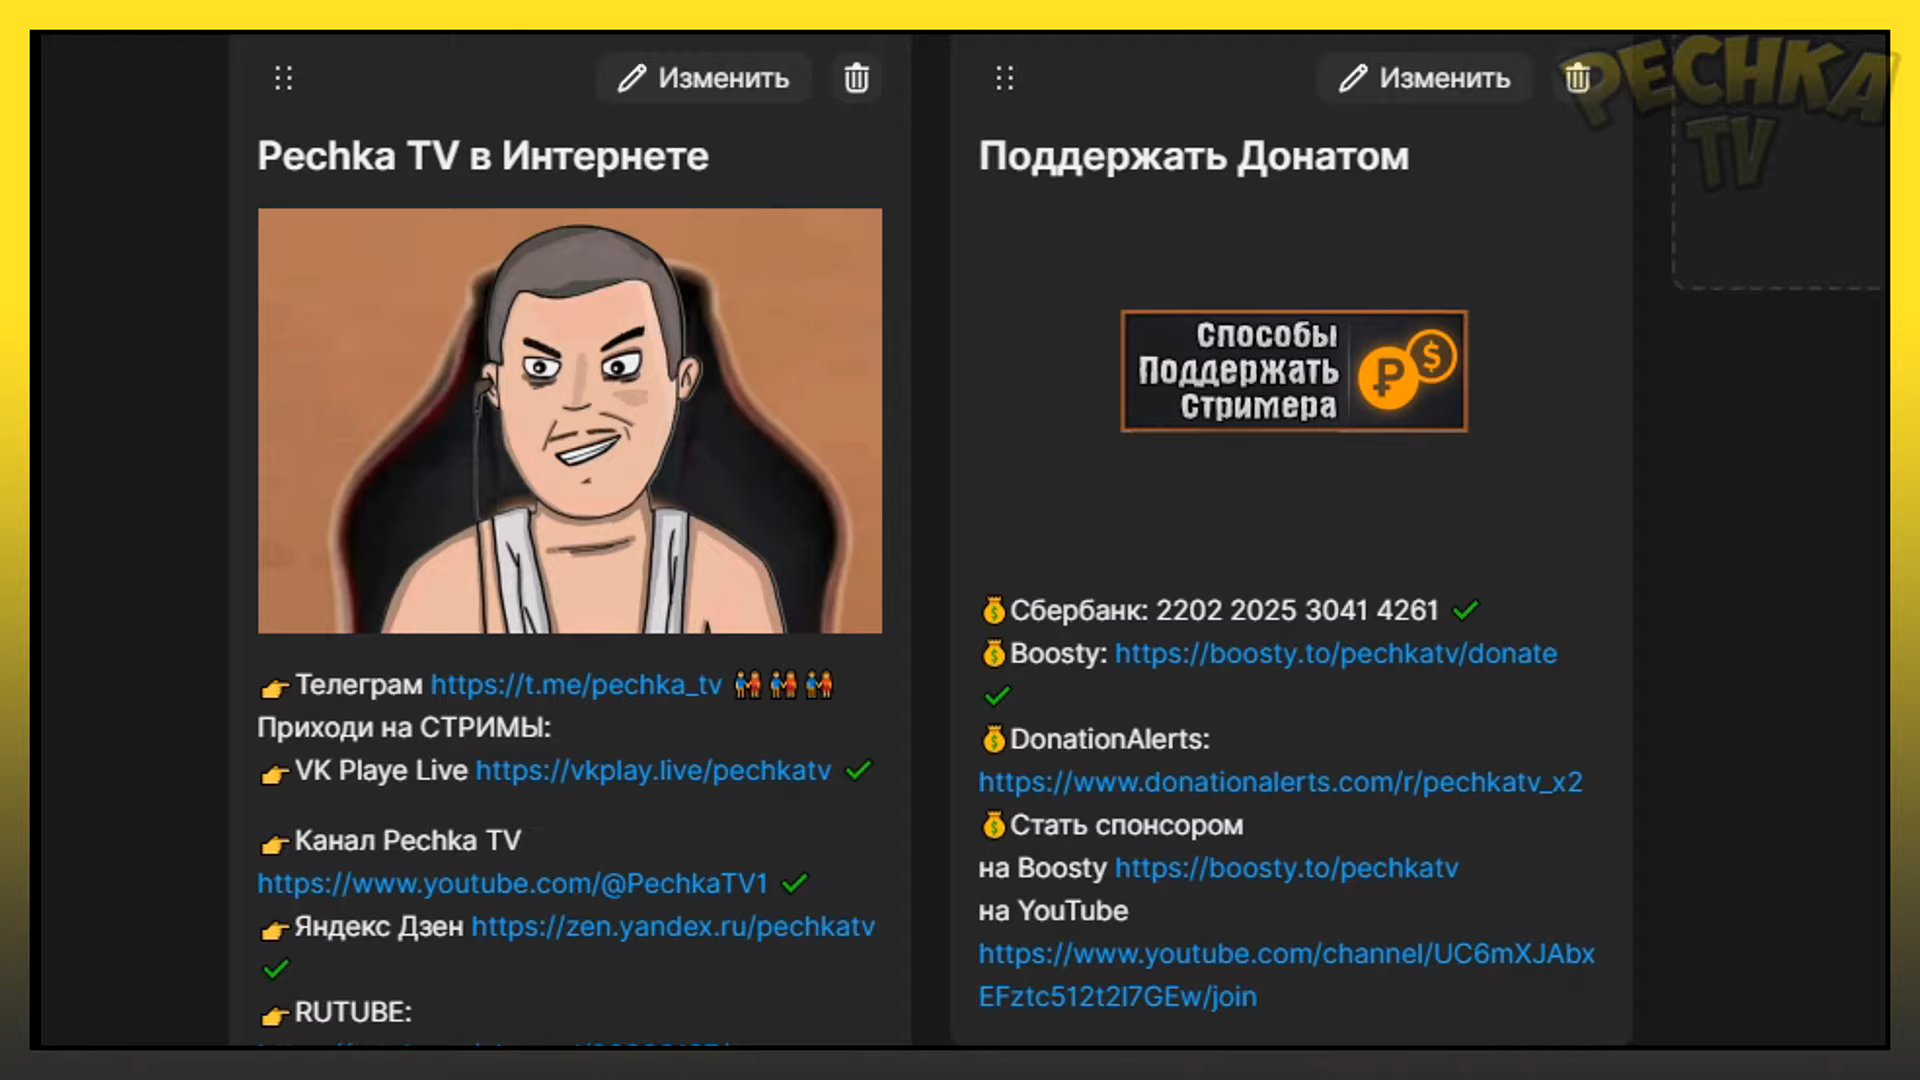 Изменить
Pechka TV в Интернете
👉Телеграм https://t.me/pechka_tv
Приходи на СТРИМЫ:
👉VK Playe Live https://vkplay.live/pechkatv ✓
👉Канал Pechka TV
https://www.youtube.com/@PechkaTV1 ✓
👉Яндекс Дзен https://zen.yandex.ru/pechkatv
✓
👉RUTUBE:
Изменить
Поддержать Донатом
Способы
Поддержать
Стримера
💰Сбербанк: 2202 2025 3041 4261 ✓
💰Boosty: https://boosty.to/pechkatv/donate
✓
💰DonationAlerts:
https://www.donationalerts.com/r/pechkatv_x2
💰Стать спонсором
на Boosty https://boosty.to/pechkatv
на YouTube
https://www.youtube.com/channel/UC6mXJAbx
EFztc512t2I7GEw/join
PECHKA
TV